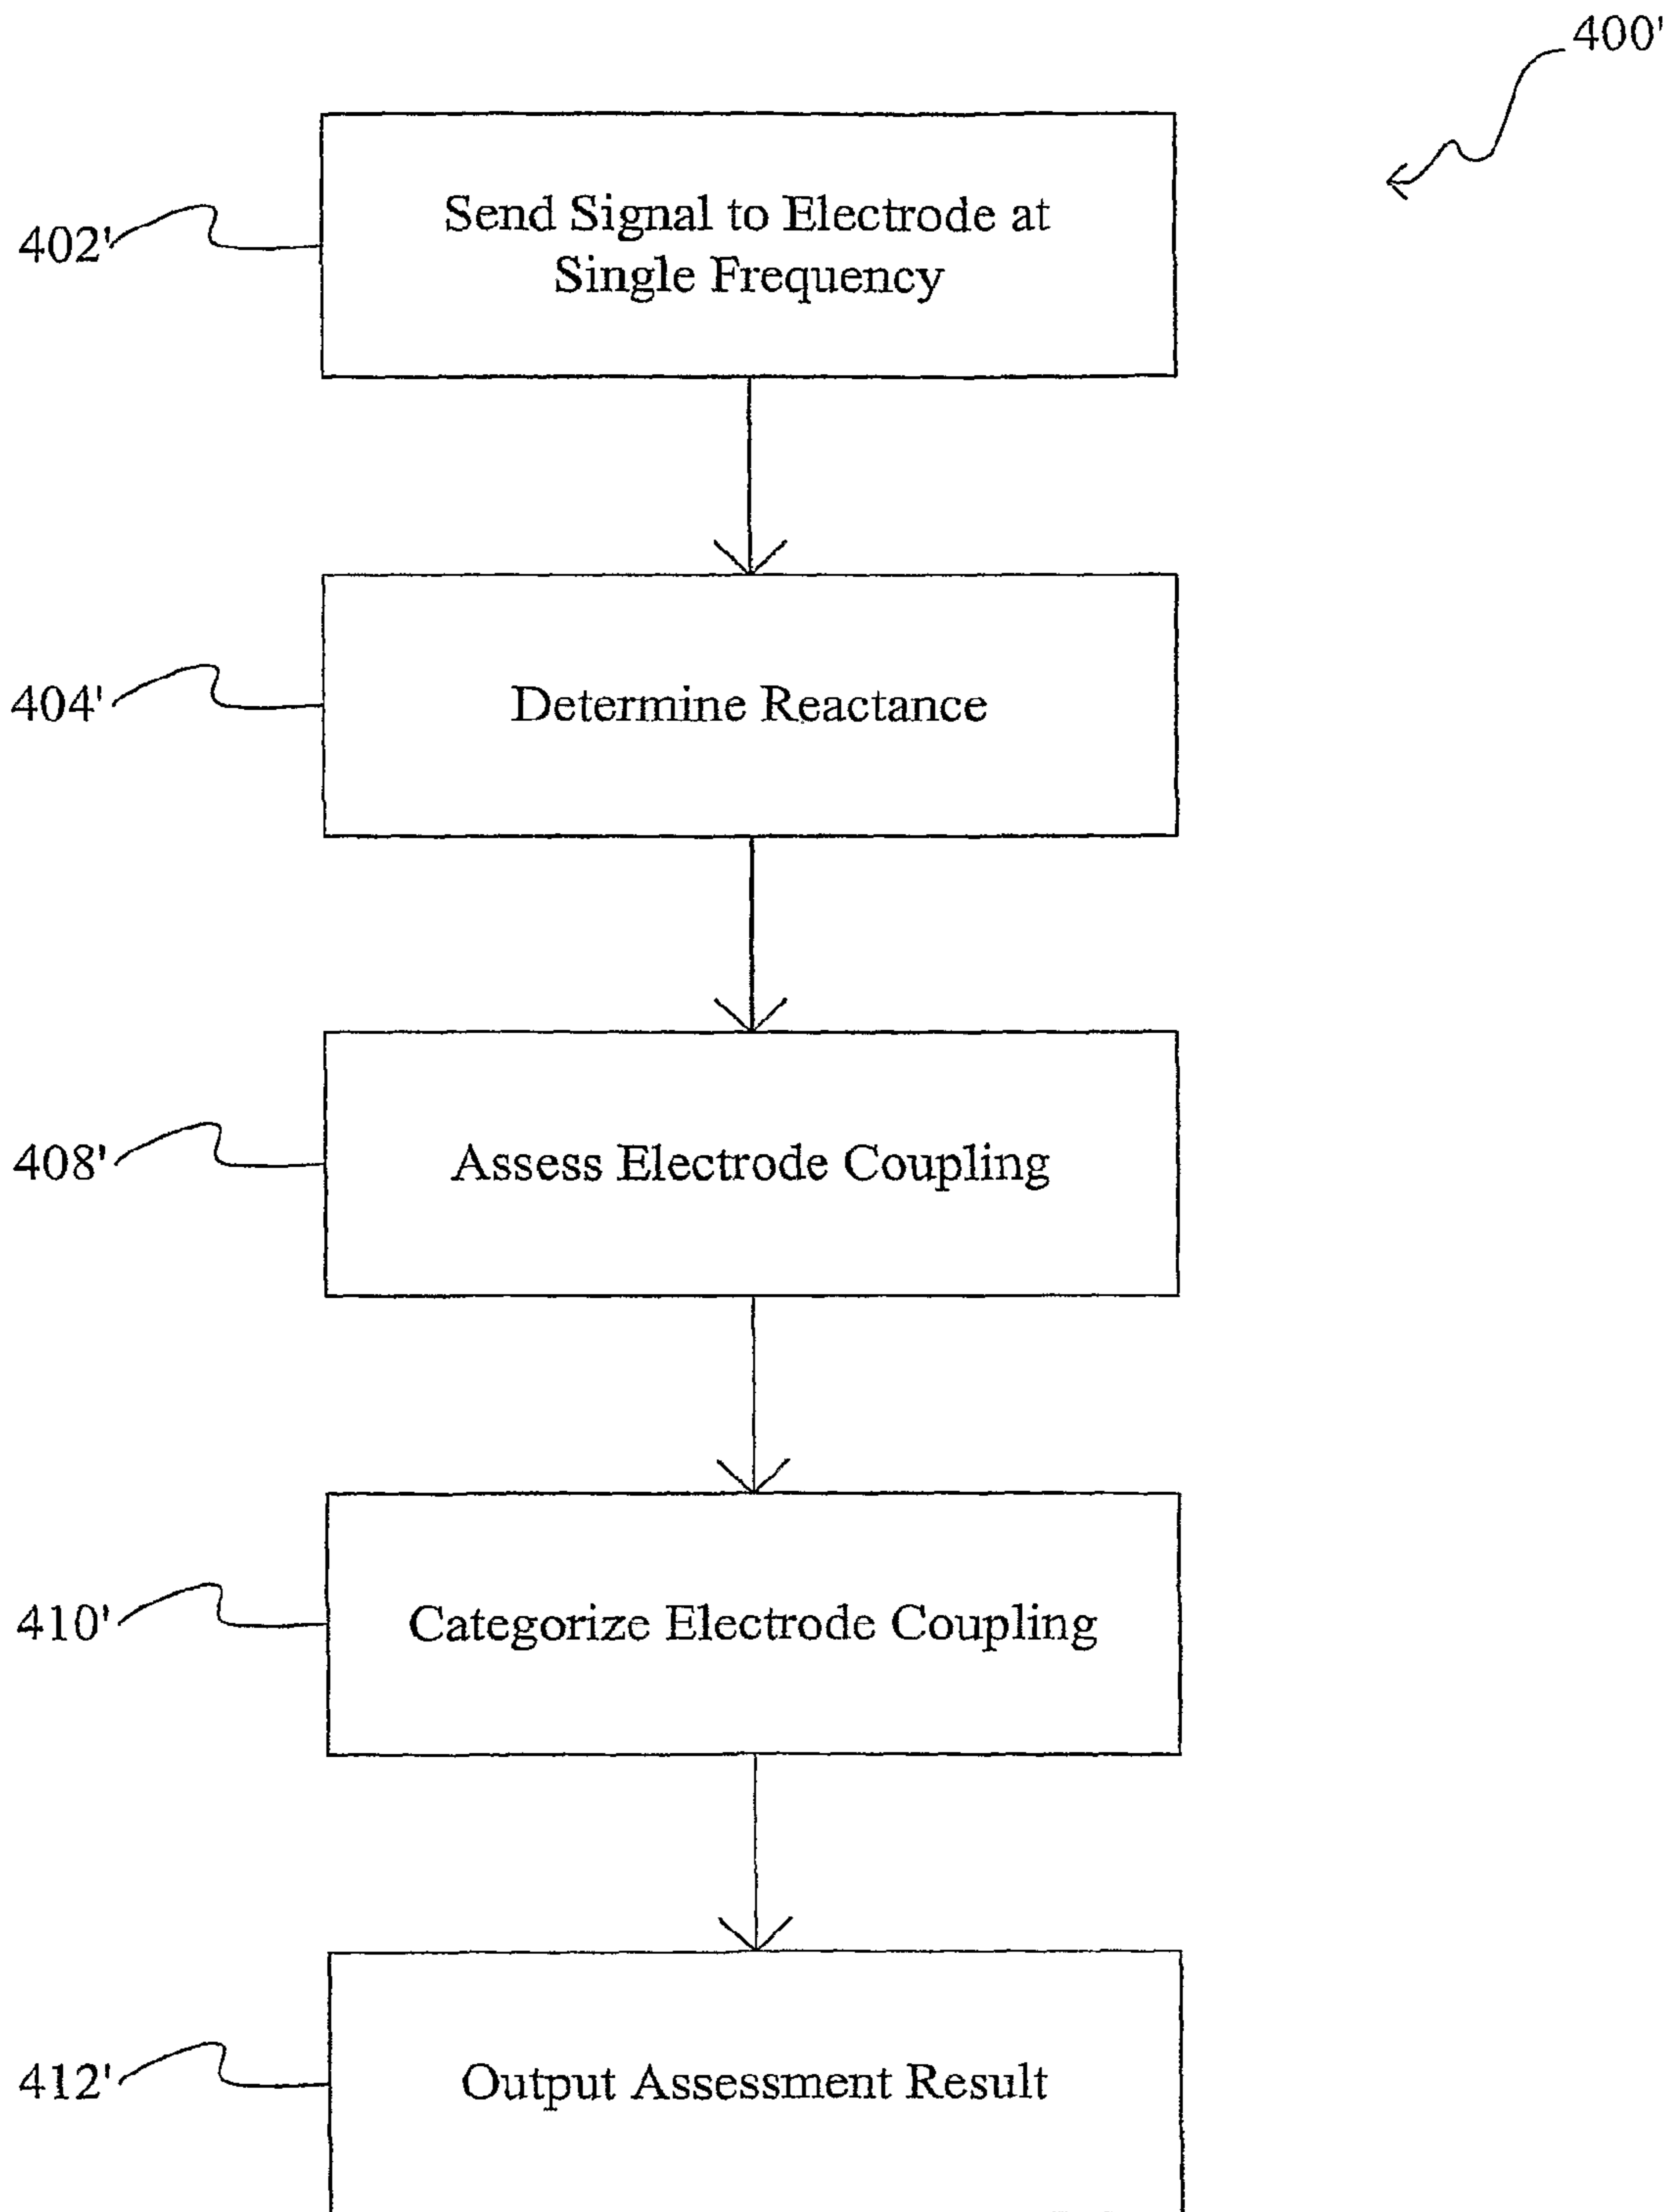 400'
402'
Send Signal to Electrode at
Single Frequency
404'
Determine Reactance
408'
Assess Electrode Coupling
410'
Categorize Electrode Coupling
412'
Output Assessment Result